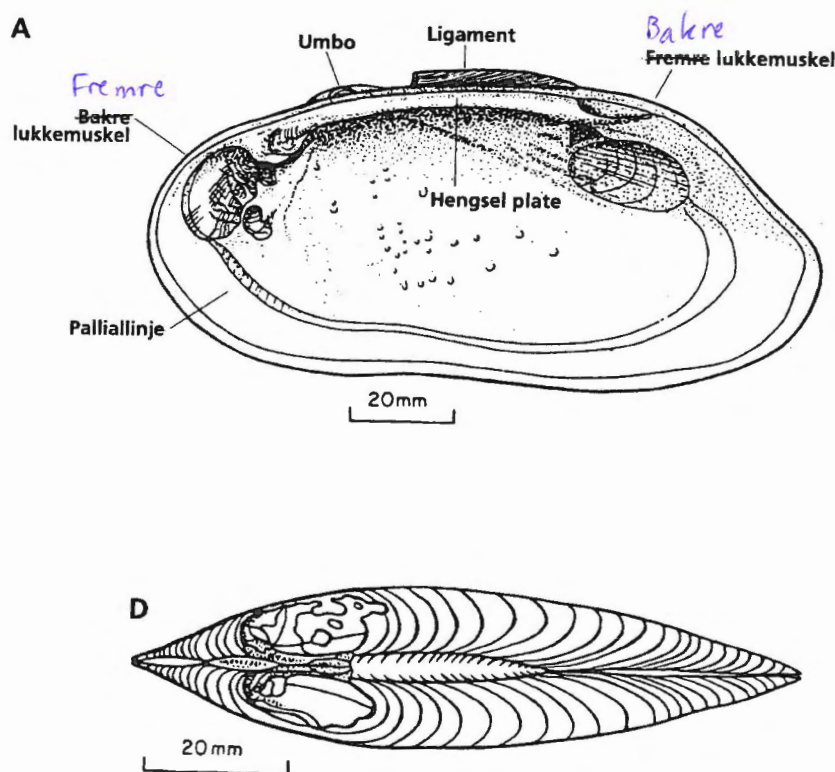 A
Umbo
Ligament
Bakre
Fremre lukkemuskel
Fremre
Bakre
lukkemuskel
Hengsel plate
Palliallinje
20mm
D
20mm